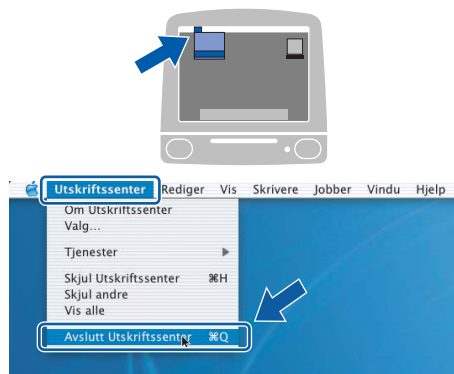 Utskriftssenter Rediger Vis Skrivere Jobber Vindu Hjelp
Om Utskriftssenter
Valg...
Tjenester
Skjul Utskriftssenter ⌘H
Skjul andre
Vis alle
Avslutt Utskriftssenter ⌘Q